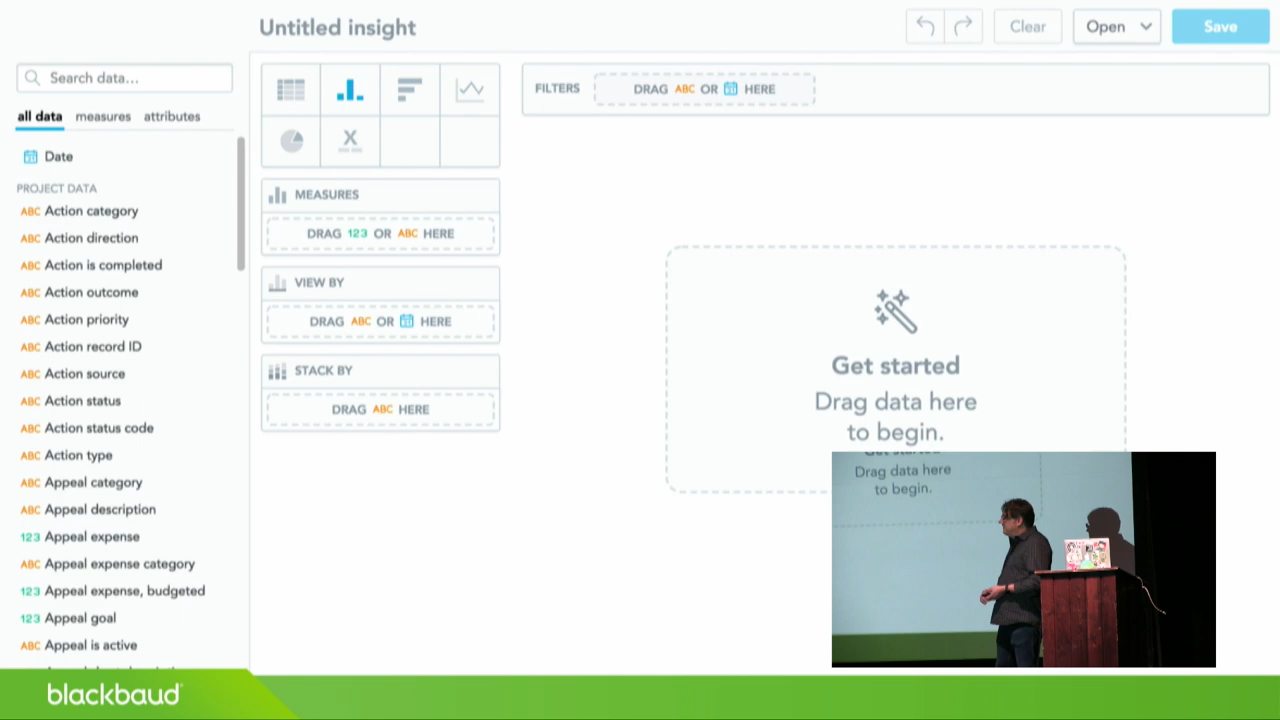 Untitled insight
Clear
Open
Save
Search data...
all data measures attributes
Date
PROJECT DATA
ABC Action category
ABC Action direction
ABC Action is completed
ABC Action outcome
ABC Action priority
ABC Action record ID
ABC Action source
ABC Action status
ABC Action status code
ABC Action type
ABC Appeal category
ABC Appeal description
123 Appeal expense
ABC Appeal expense category
123 Appeal expense, budgeted
123 Appeal goal
ABC Appeal is active
X
MEASURES
DRAG 123 OR ABC HERE
VIEW BY
DRAG ABC OR HERE
STACK BY
DRAG ABC HERE
FILTERS DRAG ABC OR HERE
Get started
Drag data here
to begin.
Drag data here
to begin.
blackbaud